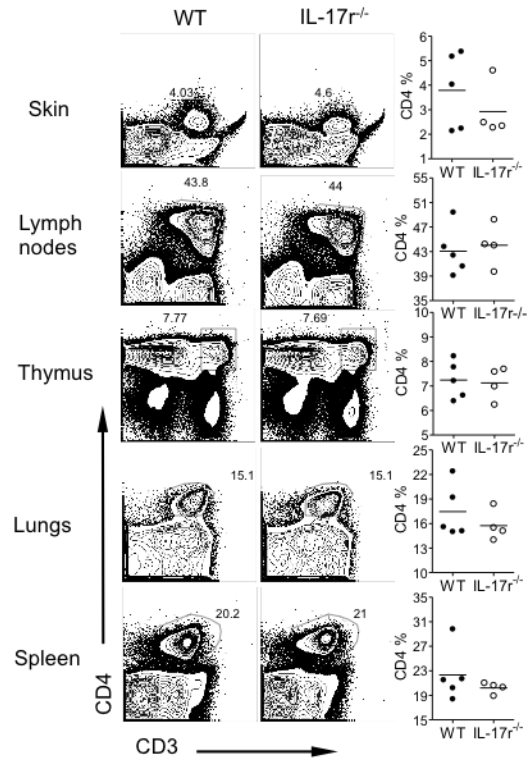 WT IL-17r-/-
Skin
4.03
4.6
CD4 %
6
5
4
3
2
1
WT IL-17R-/-
Lymph
nodes
43.8
44
CD4 %
55
51
47
43
39
35
WT IL-17r-/-
Thymus
7.77
7.69
CD4 %
10
9
8
7
6
5
WT IL-17R-/-
Lungs
15.1
15.1
CD4 %
25
22
19
16
13
10
WT IL-17r-/-
Spleen
20.2
21
CD4 %
35
31
27
23
19
15
WT IL-17r-/-
CD4
CD3